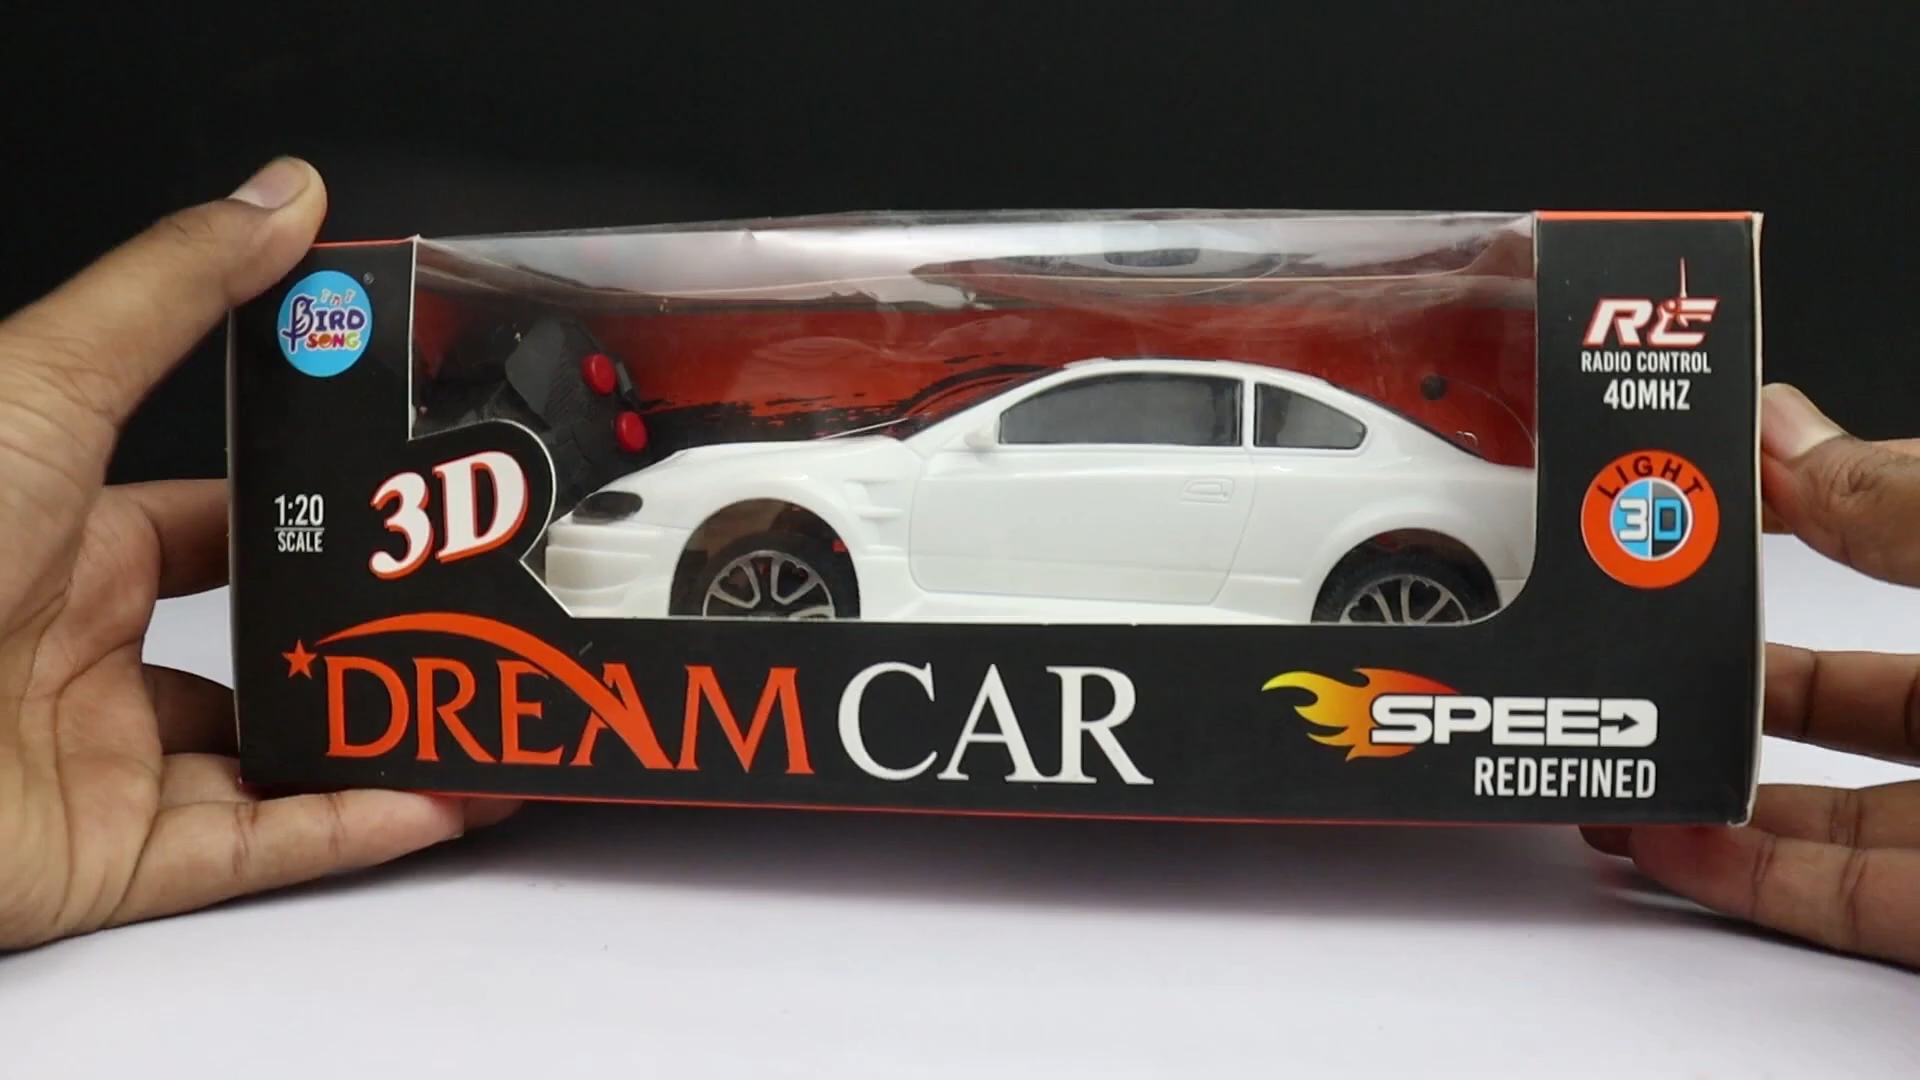 BIRD
SONG
®
1:20
SCALE
3D
DREAM CAR
RC
RADIO CONTROL
40MHZ
LIGHT
3D
SPEED
REDEFINED